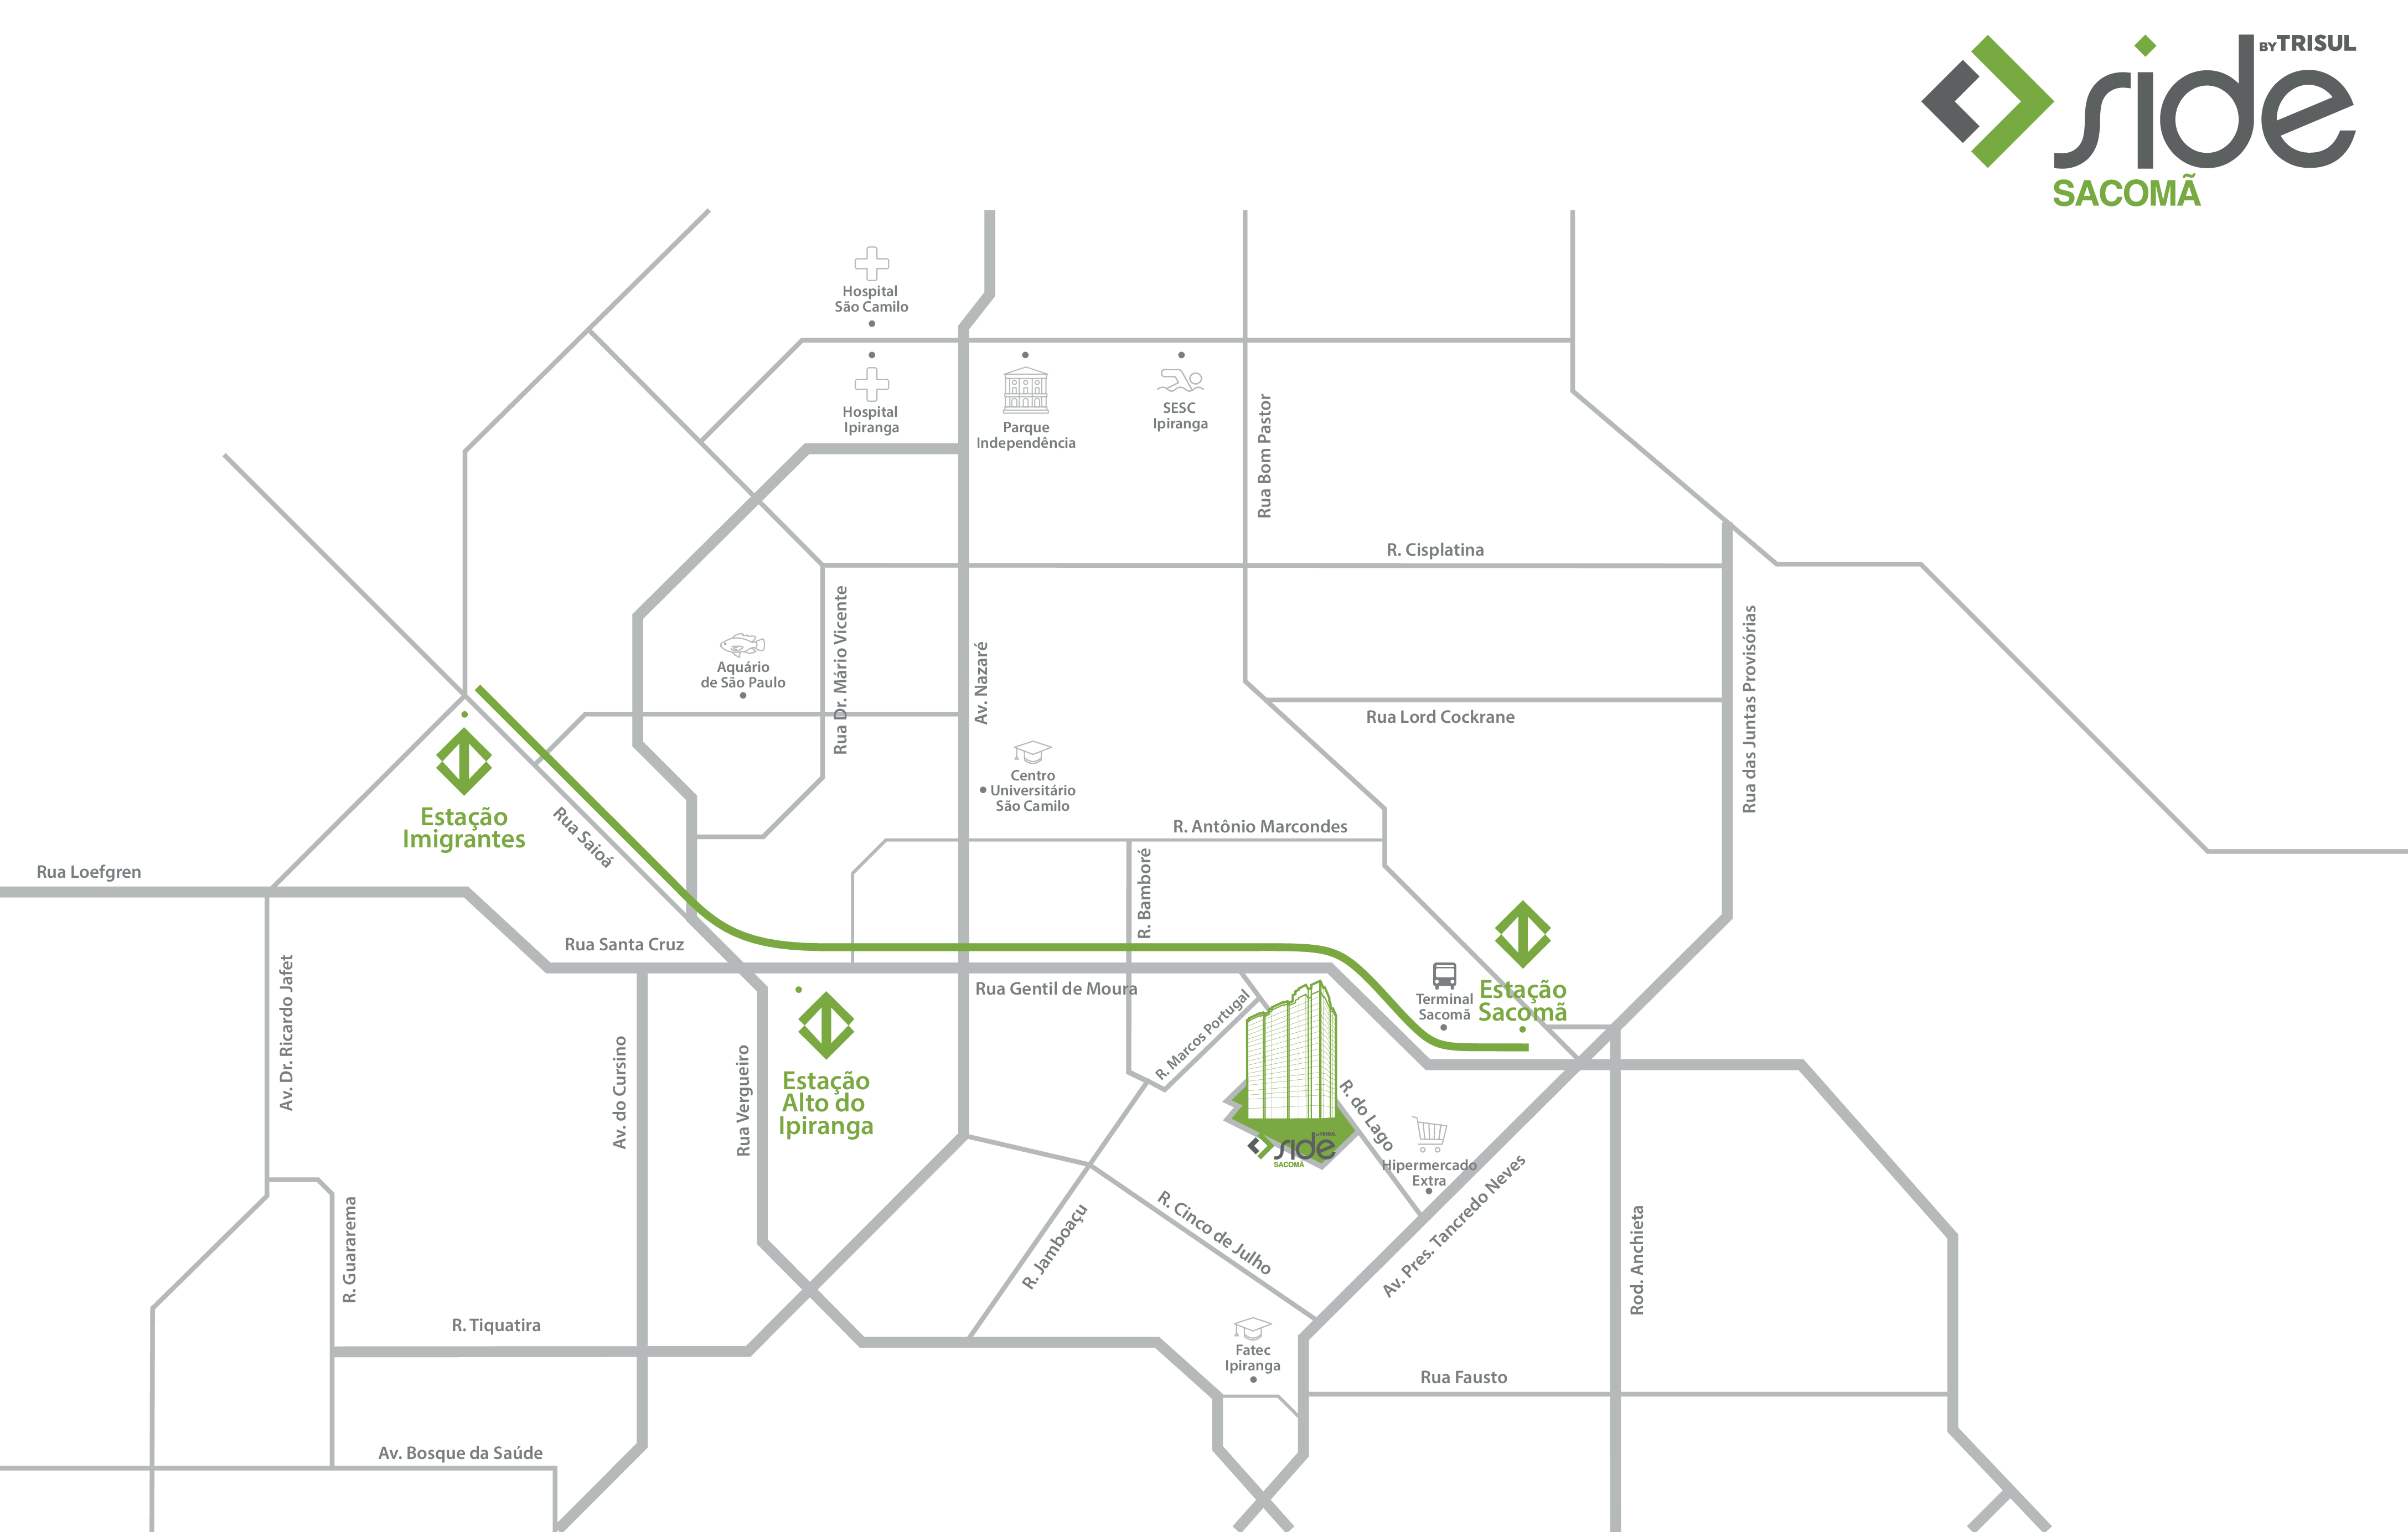 BY TRISUL
side
SACOMÃ
Hospital
São Camilo
Hospital
Ipiranga
Parque
Independência
SESC
Ipiranga
Rua Bom Pastor
R. Cisplatina
Rua Dr. Mário Vicente
Aquário
de São Paulo
Av. Nazaré
Rua das Juntas Provisórias
Rua Lord Cockrane
Centro
Universitário
São Camilo
Estação
Imigrantes
Rua Saioá
R. Antônio Marcondes
R. Bamboré
Rua Loefgren
Rua Santa Cruz
Rua Gentil de Moura
Terminal
Sacomã
Estação
Sacomã
Av. Dr. Ricardo Jafet
Av. do Cursino
Rua Vergueiro
Estação
Alto do
Ipiranga
R. Marcos Portugal
R. do Lago
BY TRISUL
side
SACOMÃ
Hipermercado
Extra
R. Guararema
R. Jamboaçu
R. Cinco de Julho
Av. Pres. Tancredo Neves
Rod. Anchieta
R. Tiquatira
Fatec
Ipiranga
Rua Fausto
Av. Bosque da Saúde